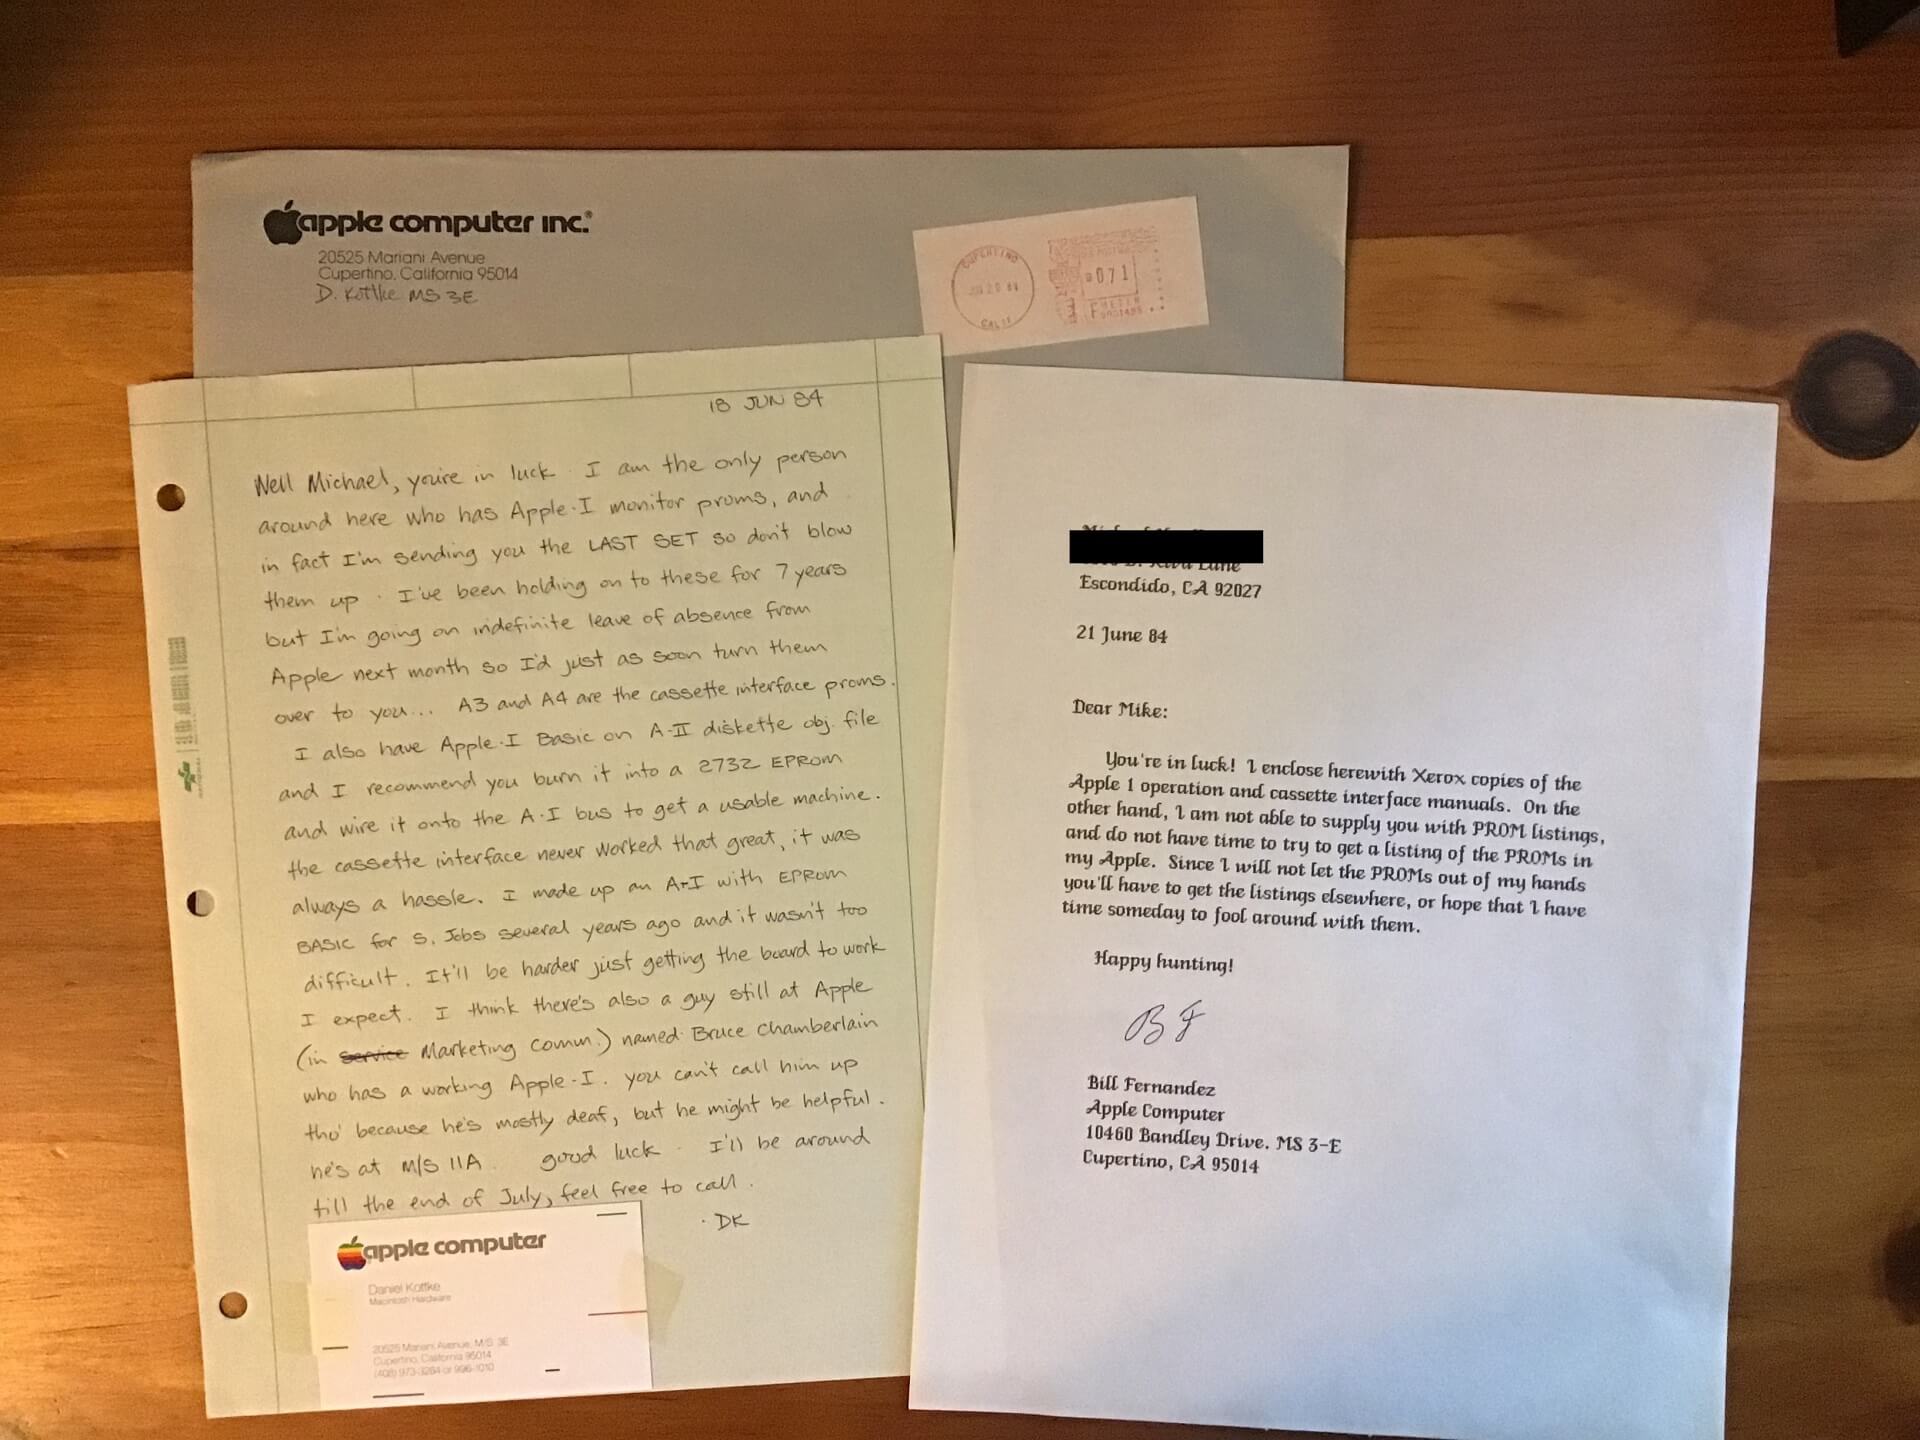 apple computer inc.®
20525 Mariani Avenue
Cupertino, California 95014
D. Kottke MS 3E
CUPERTINO
JUN 20 84
CALIF
071
METER
18 JUN 84
Well Michael, you're in luck. I am the only person
around here who has Apple-I monitor proms, and
in fact I'm sending you the LAST SET so don't blow
them up. I've been holding on to these for 7 years
but I'm going on indefinite leave of absence from
Apple next month so I'd just as soon turn them
over to you... A3 and A4 are the cassette interface proms.
I also have Apple-I Basic on A-II diskette obj. file
and I recommend you burn it into a 2732 EPROM
and wire it onto the A-I bus to get a usable machine.
the cassette interface never worked that great, it was
always a hassle. I made up an A-I with EPROM
BASIC for S. Jobs several years ago and it wasn't too
difficult. It'll be harder just getting the board to work
I expect. I think there's also a guy still at Apple
(in service Marketing Comm.) named Bruce Chamberlain
who has a working Apple-I. you can't call him up
tho' because he's mostly deaf, but he might be helpful.
he's at M/S 11A. good luck. I'll be around
till the end of July, feel free to call.
- DK
apple computer
Daniel Kottke
Macintosh Hardware
20525 Mariani Avenue, M/S 3E
Cupertino, California 95014
(408) 973-3264 or 996-1010
Lane
Escondido, CA 92027
21 June 84
Dear Mike:
You're in luck! I enclose herewith Xerox copies of the
Apple 1 operation and cassette interface manuals. On the
other hand, I am not able to supply you with PROM listings,
and do not have time to try to get a listing of the PROMs in
my Apple. Since I will not let the PROMs out of my hands
you'll have to get the listings elsewhere, or hope that I have
time someday to fool around with them.
Happy hunting!
BF
Bill Fernandez
Apple Computer
10460 Bandley Drive. MS 3-E
Cupertino, CA 95014